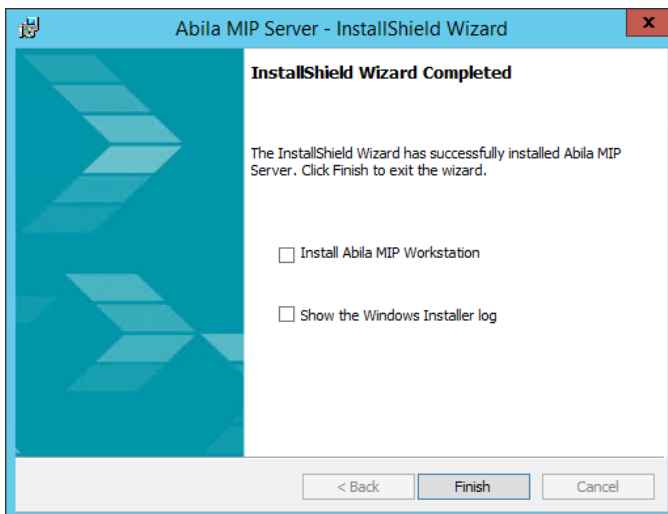 Abila MIP Server - InstallShield Wizard
x
InstallShield Wizard Completed
The InstallShield Wizard has successfully installed Abila MIP
Server. Click Finish to exit the wizard.
Install Abila MIP Workstation
Show the Windows Installer log
< Back
Finish
Cancel